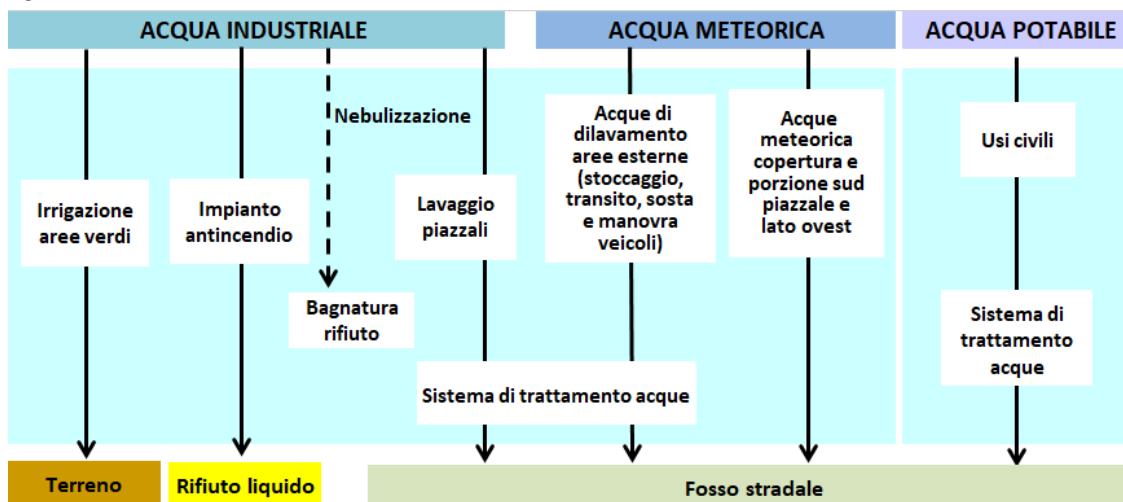 ACQUA INDUSTRIALE
ACQUA METEORICA
ACQUA POTABILE
Nebulizzazione
Irrigazione
aree verdi
Impianto
antincendio
Bagnatura
rifiuto
Lavaggio
piazzali
Acque di
dilavamento
aree esterne
(stoccaggio,
transito, sosta
e manovra
veicoli)
Acque
meteorica
copertura e
porzione sud
piazzale e
lato ovest
Usi civili
Sistema di trattamento acque
Sistema di
trattamento
acque
Terreno
Rifiuto liquido
Fosso stradale